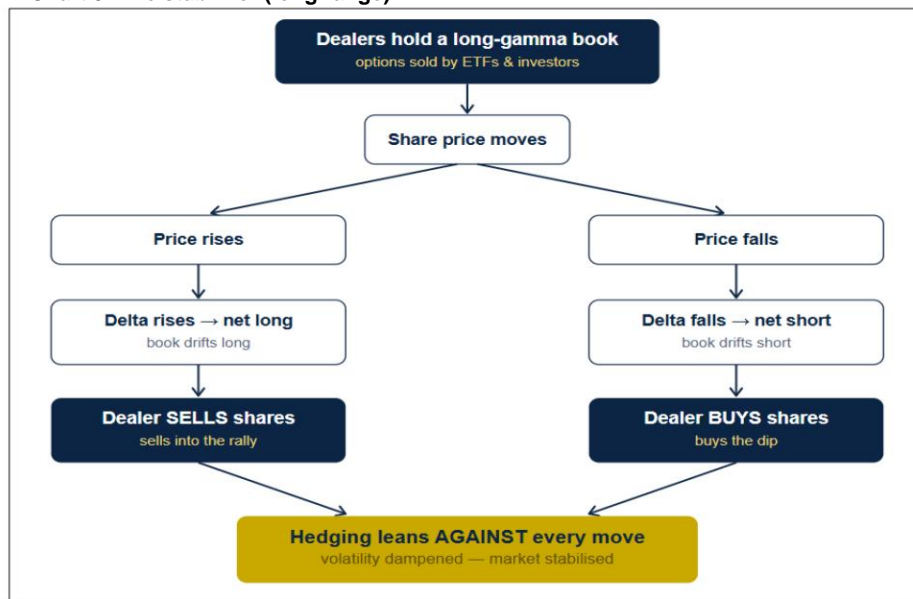 Dealers hold a long-gamma book
options sold by ETFs & investors
Share price moves
Price rises
Price falls
Delta rises → net long
book drifts long
Delta falls → net short
book drifts short
Dealer SELLS shares
sells into the rally
Dealer BUYS shares
buys the dip
Hedging leans AGAINST every move
volatility dampened — market stabilised